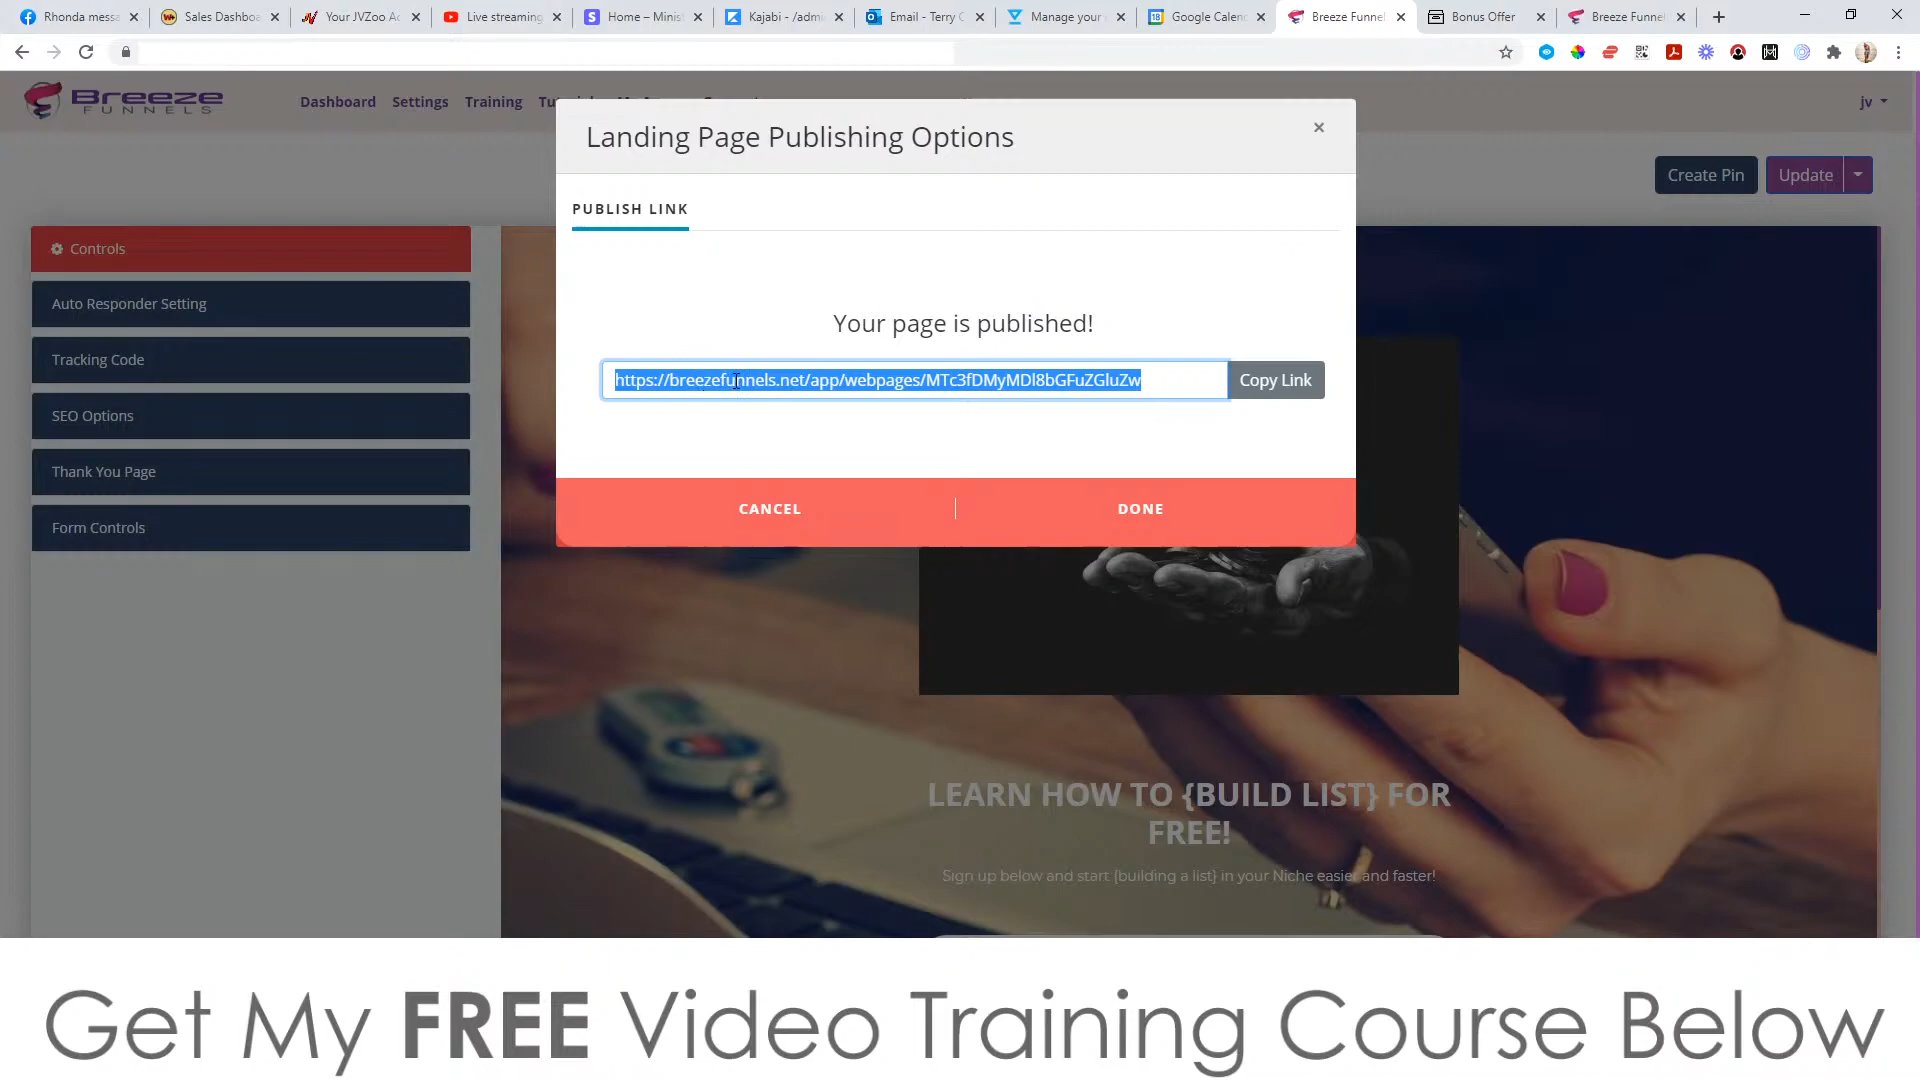 Rhonda messa
Sales Dashboa
Your JVZoo Ac
Live streaming
Home – Minis
Kajabi - /admi
Email - Terry C
Manage your
Google Calen
Breeze Funnel
Bonus Offer
Breeze Funnel
Breeze
FUNNELS
Dashboard
Settings
Training
jv
Landing Page Publishing Options
×
Create Pin
Update
PUBLISH LINK
Controls
Auto Responder Setting
Your page is published!
Tracking Code
https://breezefunnels.net/app/webpages/MTc3fDMyMDl8bGFuZGluZw
Copy Link
SEO Options
Thank You Page
CANCEL
DONE
Form Controls
LEARN HOW TO {BUILD LIST} FOR
FREE!
Sign up below and start {building a list} in your Niche easier and faster!
Get My FREE Video Training Course Below